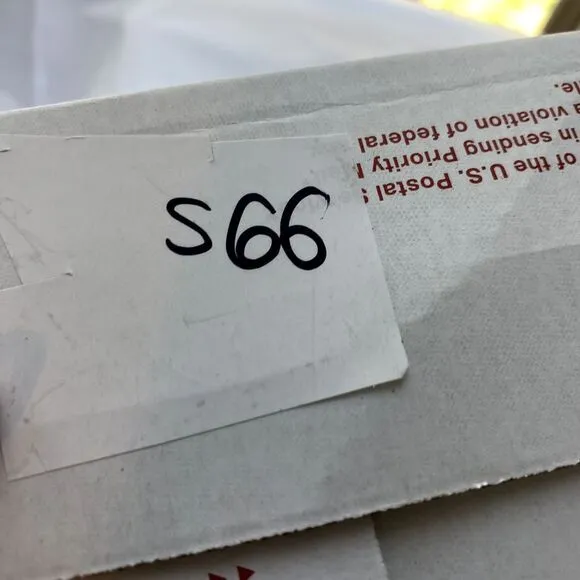 S66
of the U.S. Postal
in sending Priority
violation of federal